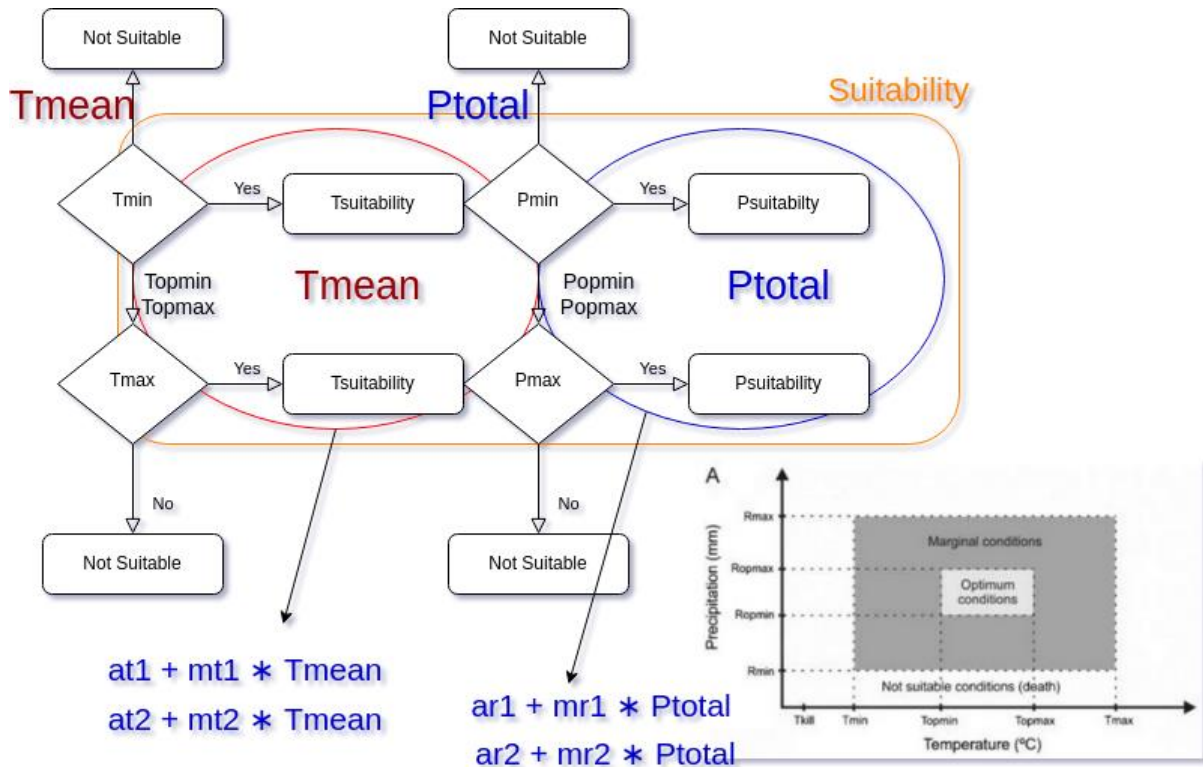 Not Suitable
Not Suitable
Tmean
Ptotal
Suitability
Tmin
Yes
Tsuitability
Pmin
Yes
Psuitabilty
Topmin
Topmax
Tmean
Popmin
Popmax
Ptotal
Tmax
Yes
Tsuitability
Pmax
Yes
Psuitability
No
No
Not Suitable
Not Suitable
at1 + mt1 ∗ Tmean
at2 + mt2 ∗ Tmean
ar1 + mr1 ∗ Ptotal
ar2 + mr2 ∗ Ptotal
A
Precipitation (mm)
Rmax
Marginal conditions
Ropmax
Optimum
conditions
Ropmin
Rmin
Not suitable conditions (death)
Tkill Tmin Topmin Topmax Tmax
Temperature (ºC)